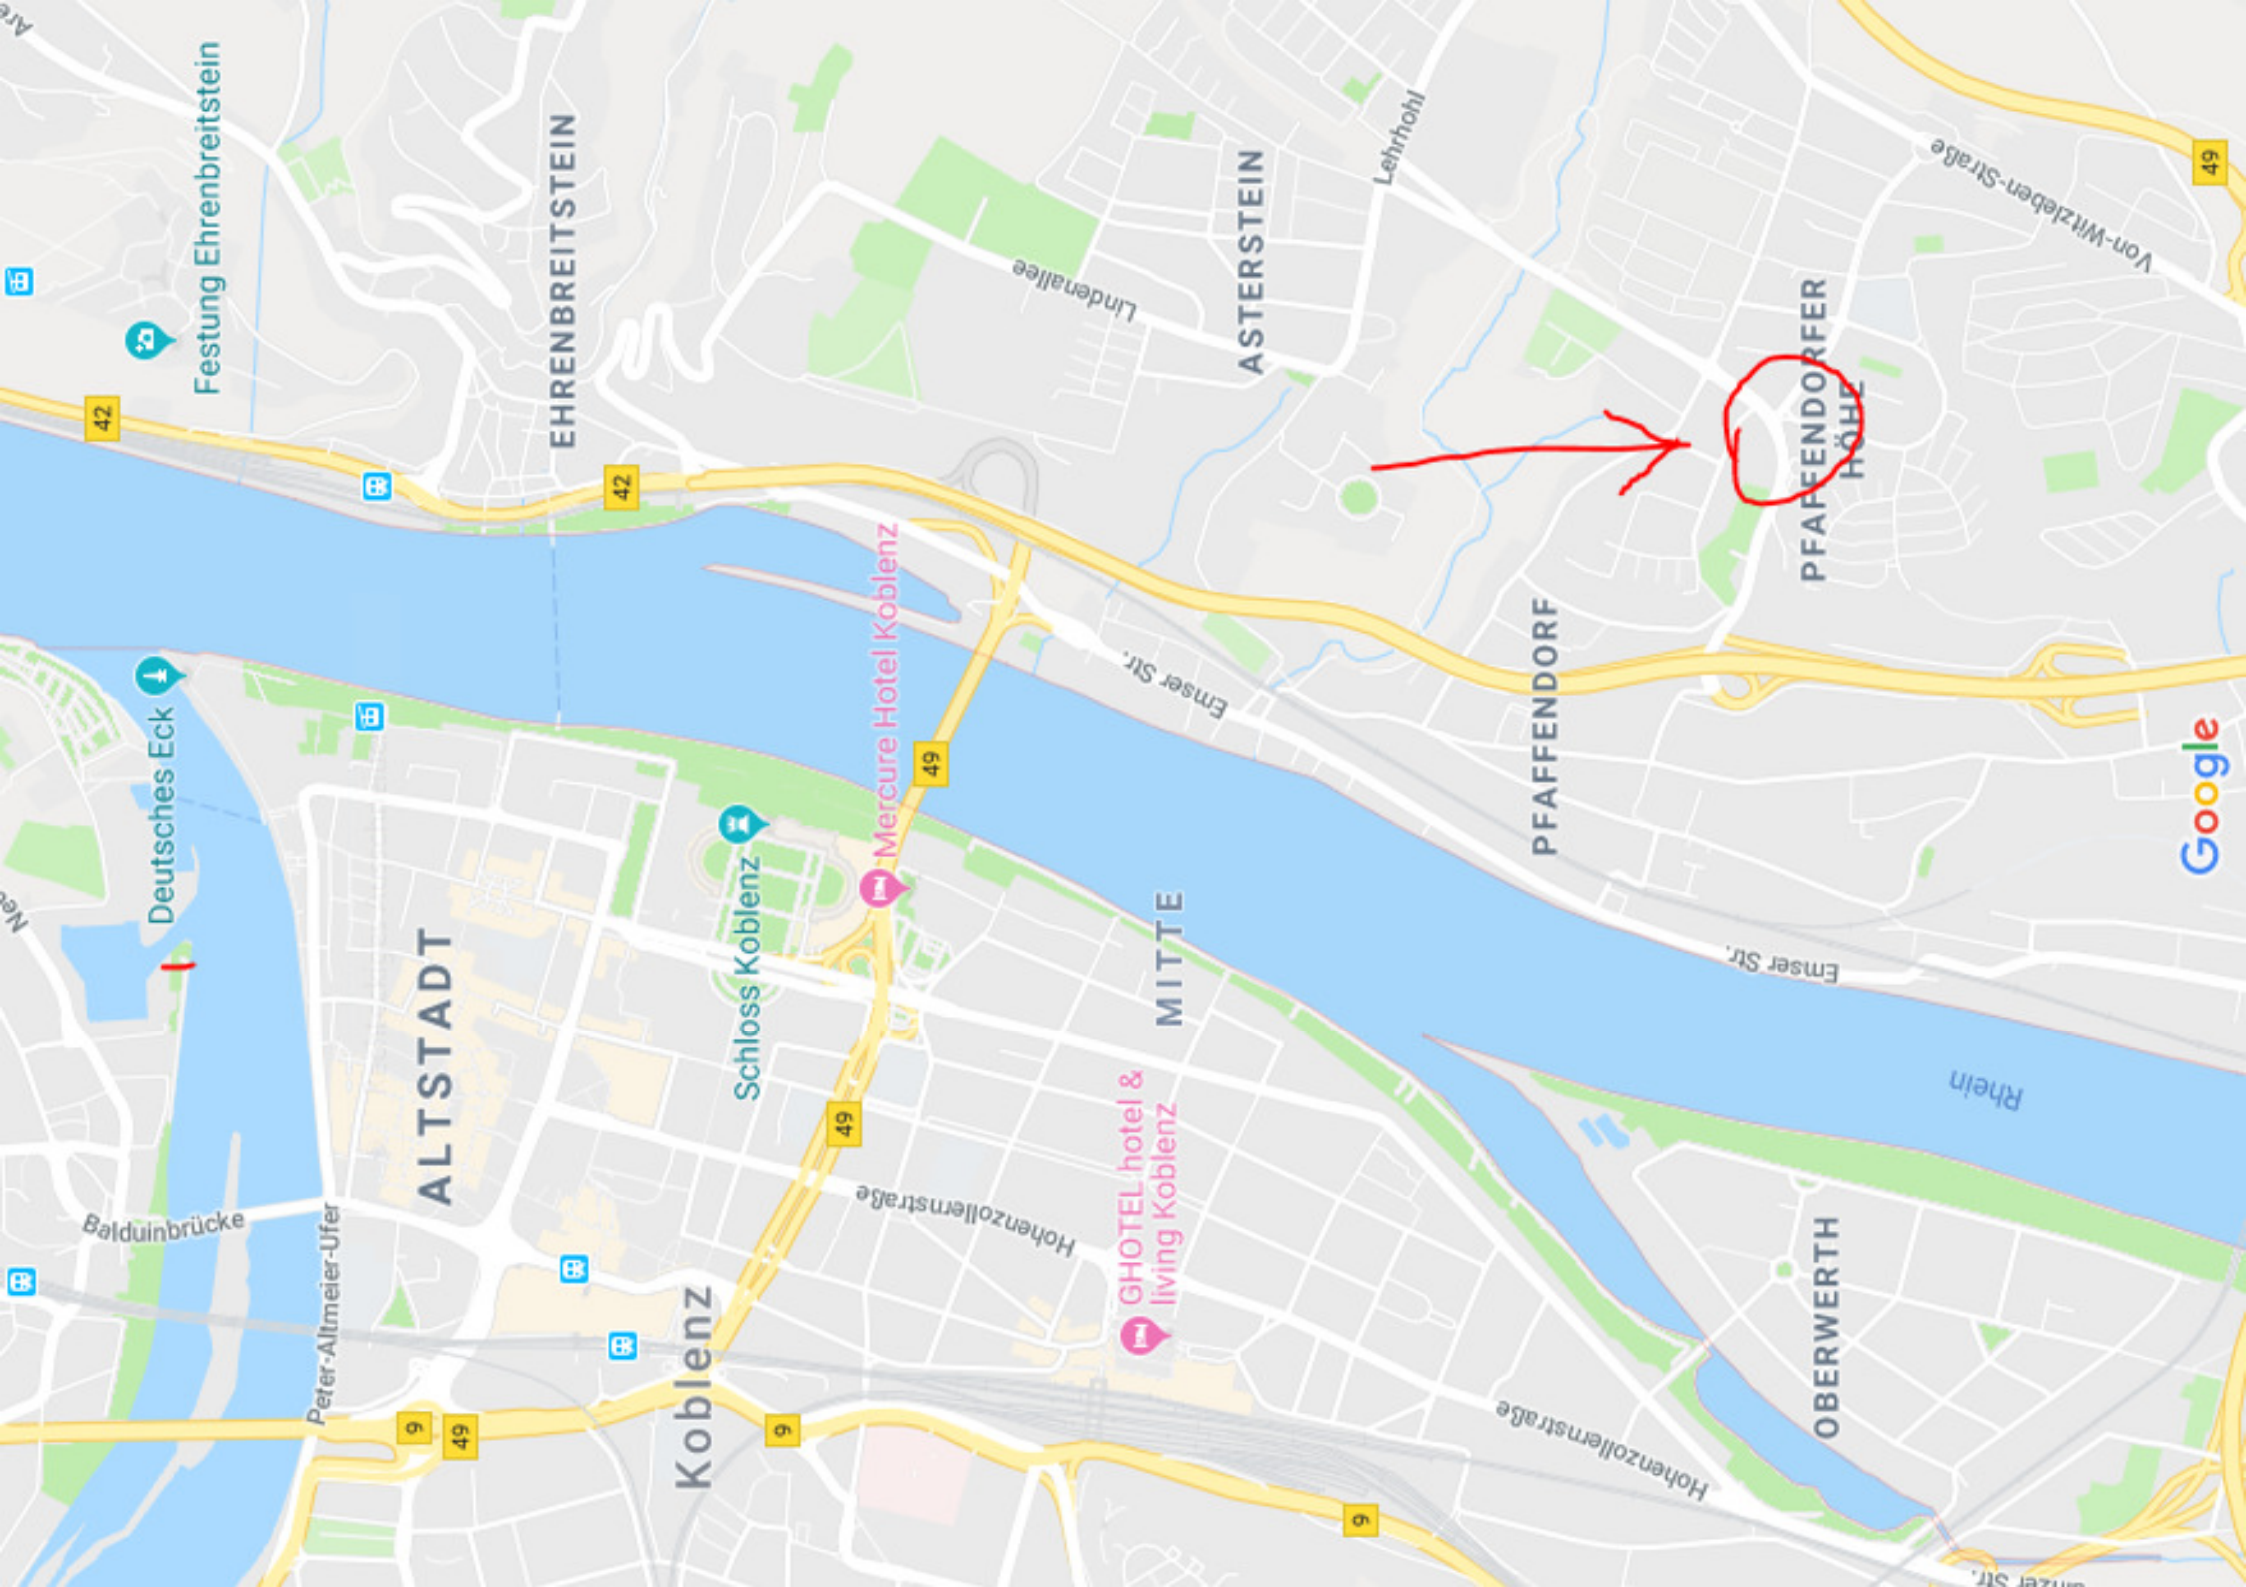 Festung Ehrenbreitstein
42
EHRENBREITSTEIN
42
Lindenallee
ASTERSTEIN
Lehrhohl
Von-Witzleben-Straße
49
PFAFFENDORFER
HÖHE
PFAFFENDORF
Emser Str.
Mercure Hotel Koblenz
49
Deutsches Eck
Schloss Koblenz
ALTSTADT
MITTE
Emser Str.
Google
Rhein
Balduinbrücke
Peter-Altmeier-Ufer
49
Hohenzollernstraße
GHOTEL hotel &
living Koblenz
Koblenz
9
49
9
9
Hohenzollernstraße
OBERWERTH